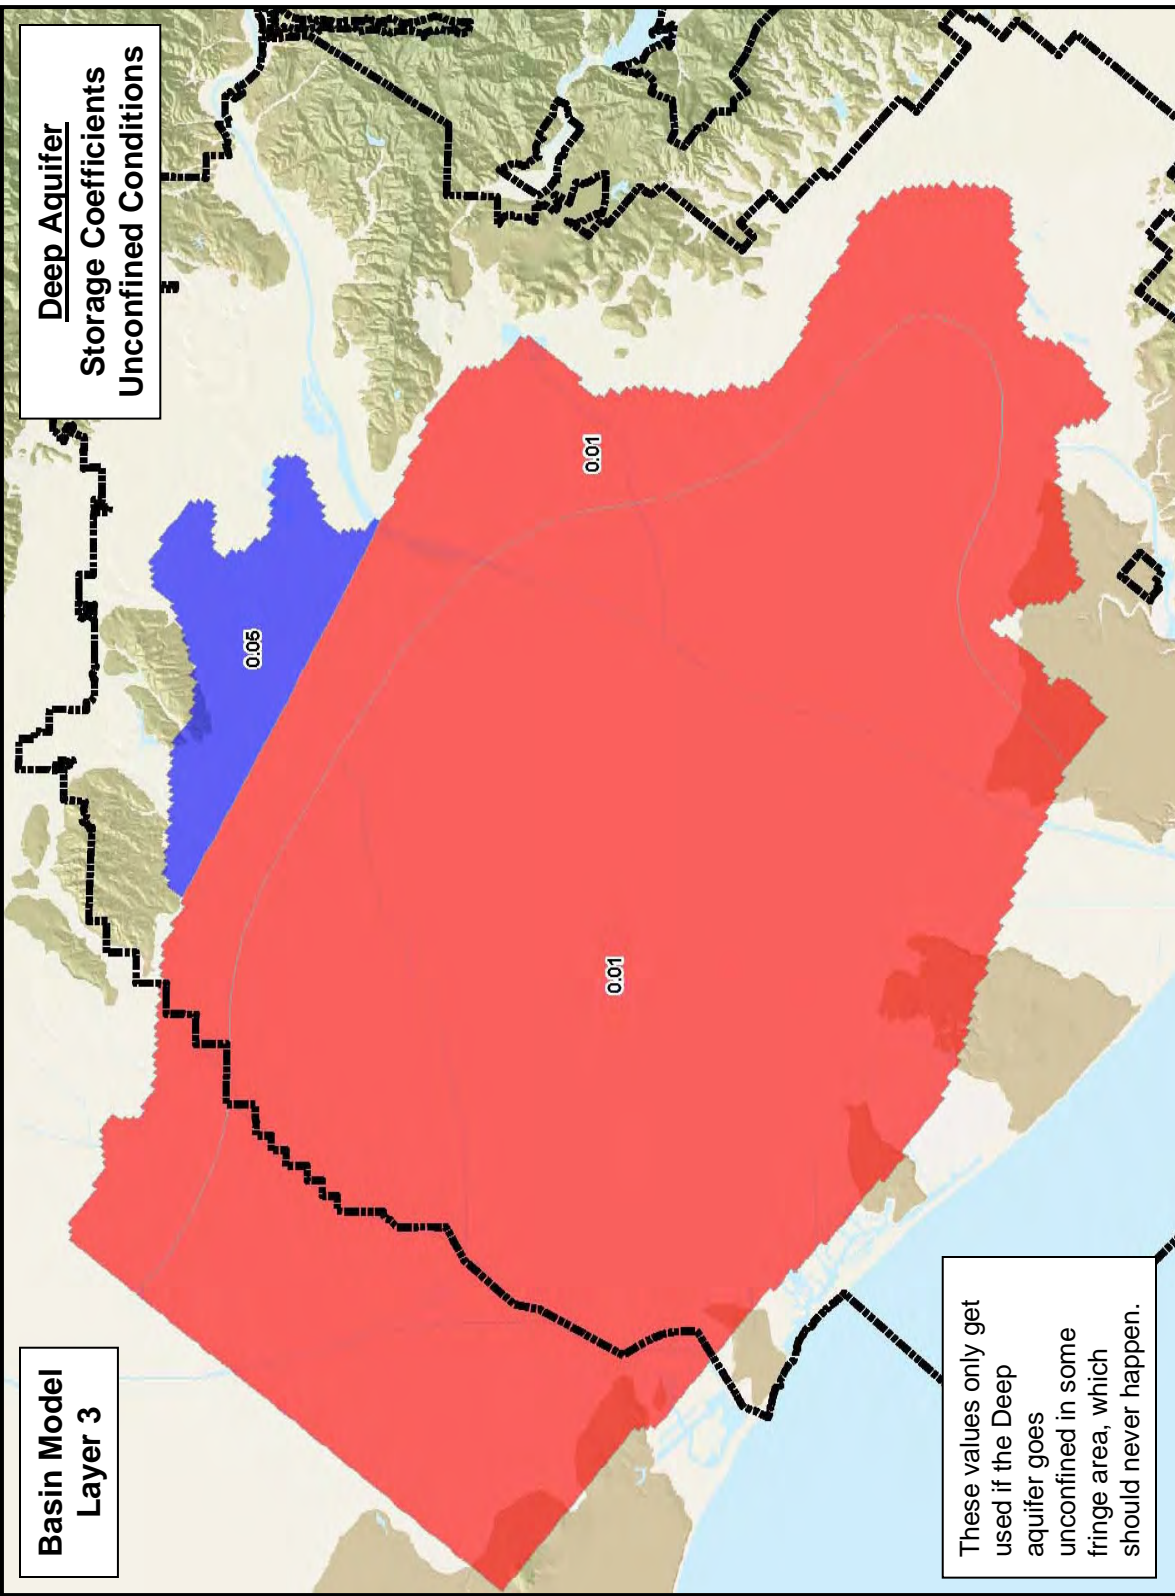 Basin Model
Layer 3
Deep Aquifer
Storage Coefficients
Unconfined Conditions
0.05
0.01
0.01
These values only get
used if the Deep
aquifer goes
unconfined in some
fringe area, which
should never happen.